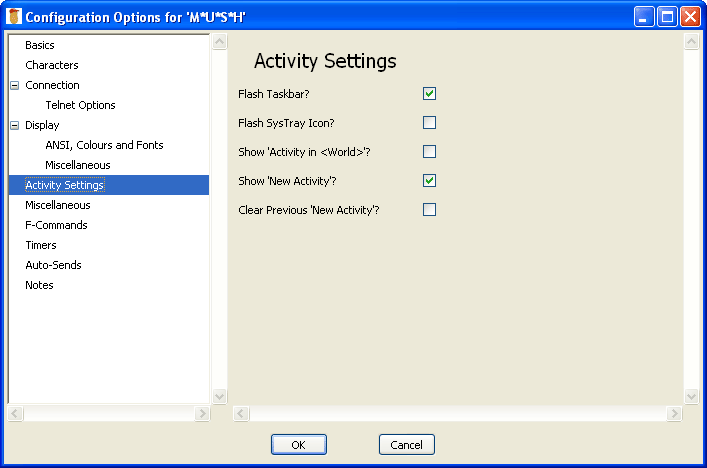 Configuration Options for 'M*U*S*H'
Basics
Characters
Connection
Telnet Options
Display
ANSI, Colours and Fonts
Miscellaneous
Activity Settings
Miscellaneous
F-Commands
Timers
Auto-Sends
Notes
Activity Settings
Flash Taskbar?
Flash SysTray Icon?
Show 'Activity in <World>'?
Show 'New Activity'?
Clear Previous 'New Activity'?
OK
Cancel